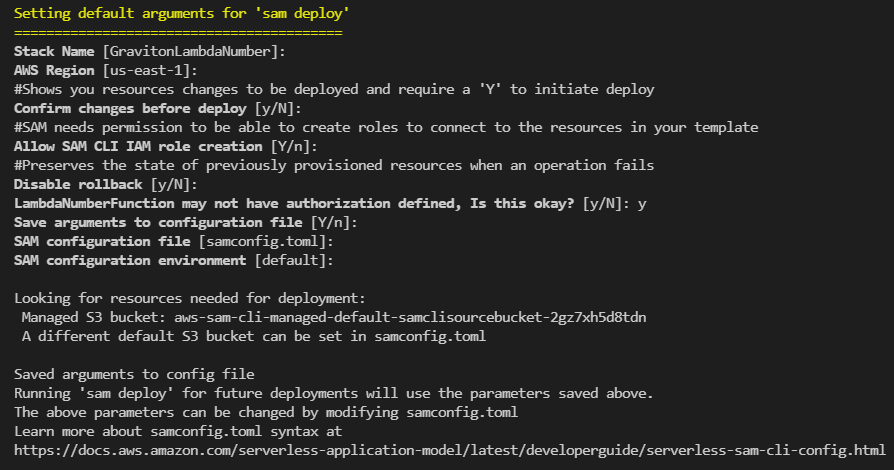 Setting default arguments for 'sam deploy'
=========================================
Stack Name [GravitonLambdaNumber]:
AWS Region [us-east-1]:
#Shows you resources changes to be deployed and require a 'Y' to initiate deploy
Confirm changes before deploy [y/N]:
#SAM needs permission to be able to create roles to connect to the resources in your template
Allow SAM CLI IAM role creation [Y/n]:
#Preserves the state of previously provisioned resources when an operation fails
Disable rollback [y/N]:
LambdaNumberFunction may not have authorization defined, Is this okay? [y/N]: y
Save arguments to configuration file [Y/n]:
SAM configuration file [samconfig.toml]:
SAM configuration environment [default]:

Looking for resources needed for deployment:
Managed S3 bucket: aws-sam-cli-managed-default-samclisourcebucket-2gz7xh5d8tdn
A different default S3 bucket can be set in samconfig.toml

Saved arguments to config file
Running 'sam deploy' for future deployments will use the parameters saved above.
The above parameters can be changed by modifying samconfig.toml
Learn more about samconfig.toml syntax at
https://docs.aws.amazon.com/serverless-application-model/latest/developerguide/serverless-sam-cli-config.html